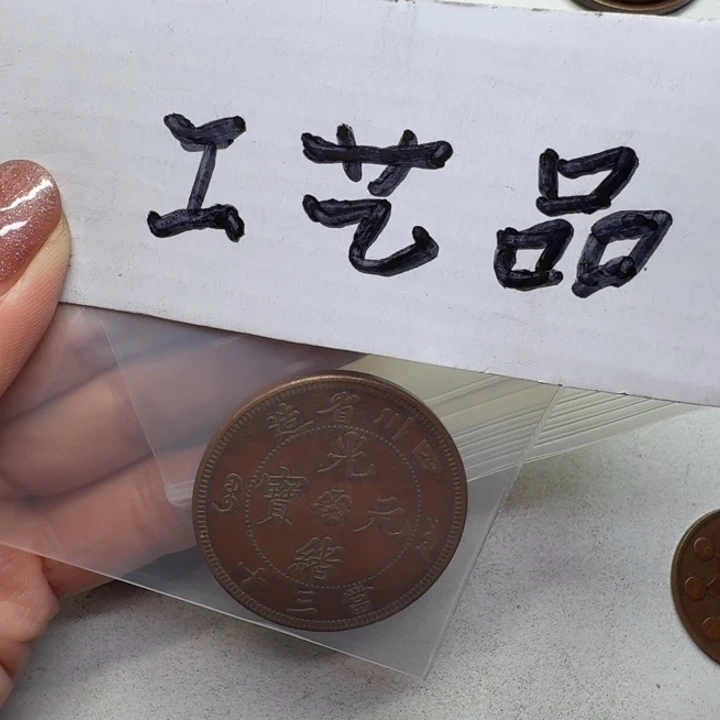 工艺品
四川省造
光緒元寶
當三十